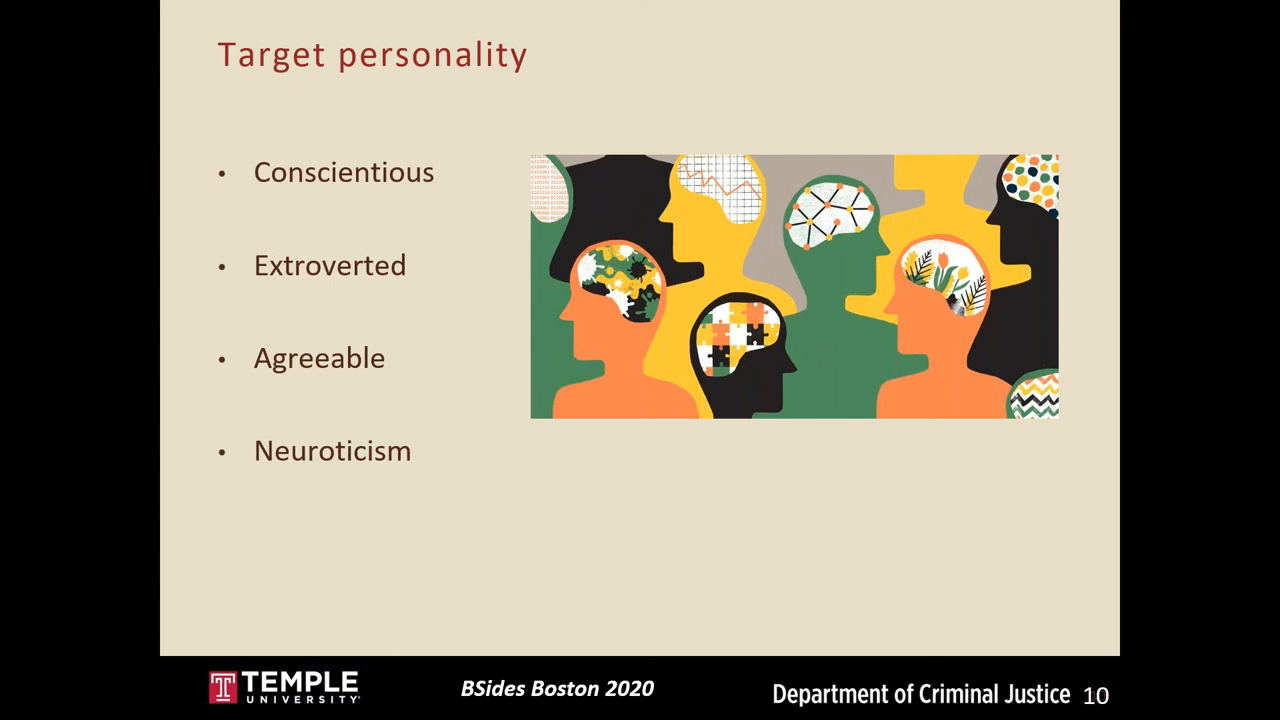 Target personality
• Conscientious
• Extroverted
• Agreeable
• Neuroticism
TEMPLE
UNIVERSITY
BSides Boston 2020
Department of Criminal Justice 10